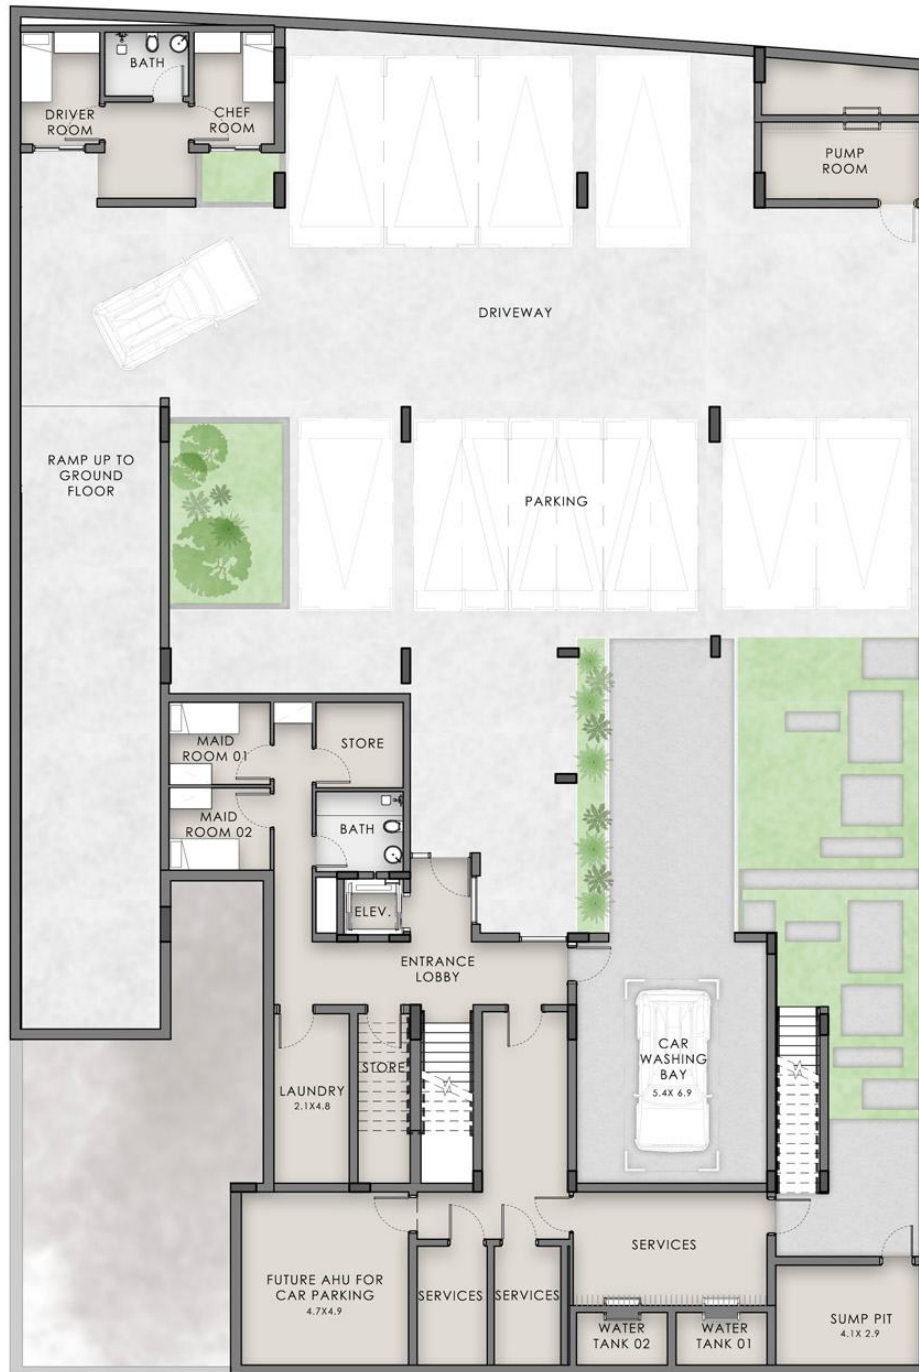 BATH
DRIVER
ROOM
CHEF
ROOM
PUMP
ROOM
DRIVEWAY
RAMP UP TO
GROUND
FLOOR
PARKING
MAID
ROOM 01
STORE
MAID
ROOM 02
BATH
ELEV.
ENTRANCE
LOBBY
CAR
WASHING
BAY
5.4X 6.9
STORE
LAUNDRY
2.1X4.8
SERVICES
FUTURE AHU FOR
CAR PARKING
4.7X4.9
SERVICES
SERVICES
WATER
TANK 02
WATER
TANK 01
SUMP PIT
4.1X 2.9